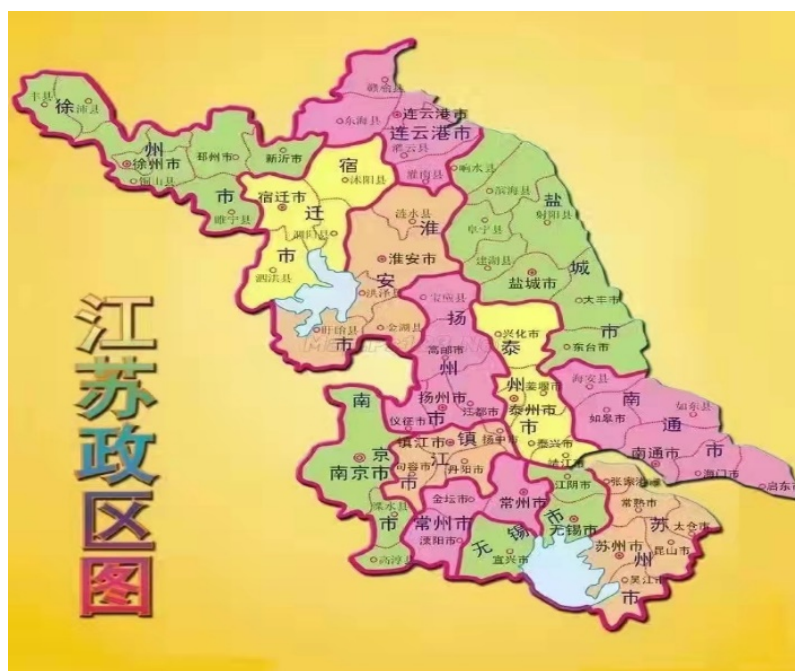 江苏政区图
徐州市
丰县
沛县
徐州市
铜山县
邳州市
新沂市
睢宁县
赣榆县
东海县
连云港市
连云港市
灌云县
灌南县
宿迁市
沭阳县
宿迁市
泗阳县
泗洪县
淮安市
涟水县
淮安市
洪泽县
盱眙县
金湖县
盐城市
响水县
滨海县
射阳县
阜宁县
建湖县
盐城市
大丰市
东台市
扬州市
宝应县
高邮市
扬州市
江都市
仪征市
泰州市
兴化市
姜堰市
泰州市
泰兴市
靖江市
南通市
海安县
如皋市
如东县
南通市
海门市
启东市
南京市
南京市
溧水县
高淳县
镇江市
镇江市
扬中市
句容市
丹阳市
常州市
金坛市
常州市
溧阳市
无锡市
江阴市
无锡市
宜兴市
苏州市
张家港
常熟市
太仓市
苏州市
昆山市
吴江市